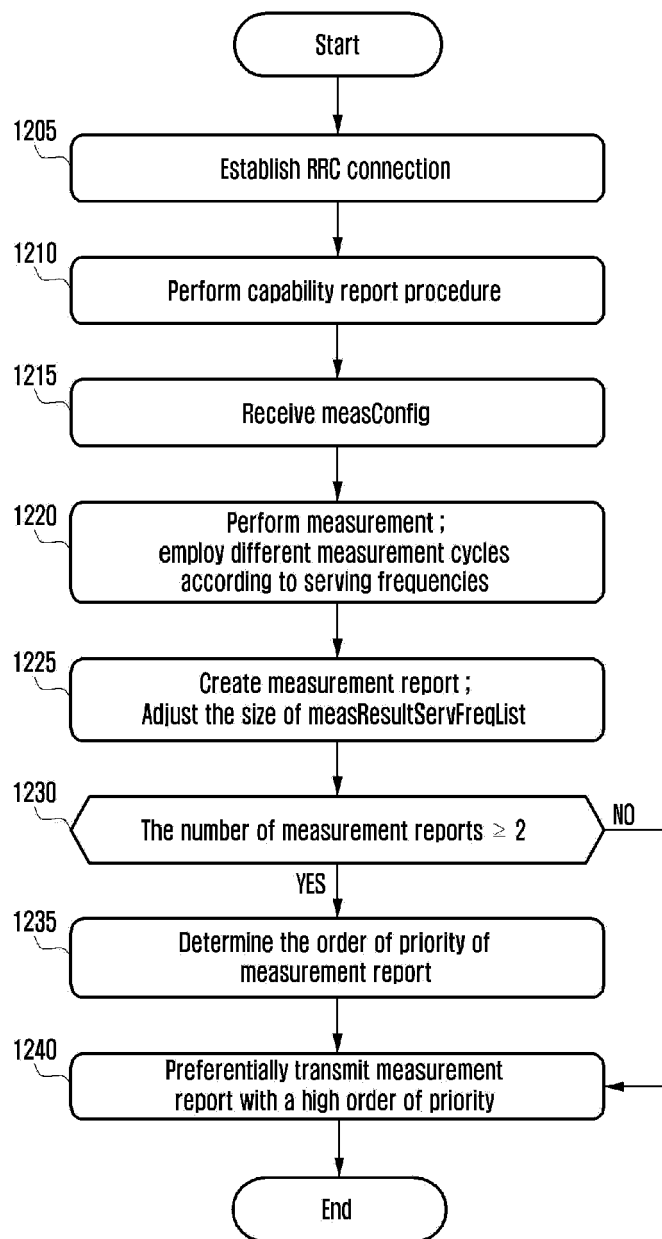 Start
1205
Establish RRC connection
1210
Perform capability report procedure
1215
Receive measConfig
1220
Perform measurement ;
employ different measurement cycles
according to serving frequencies
1225
Create measurement report ;
Adjust the size of measResultServFreqList
1230
The number of measurement reports ≥ 2
NO
YES
1235
Determine the order of priority of
measurement report
1240
Preferentially transmit measurement
report with a high order of priority
End